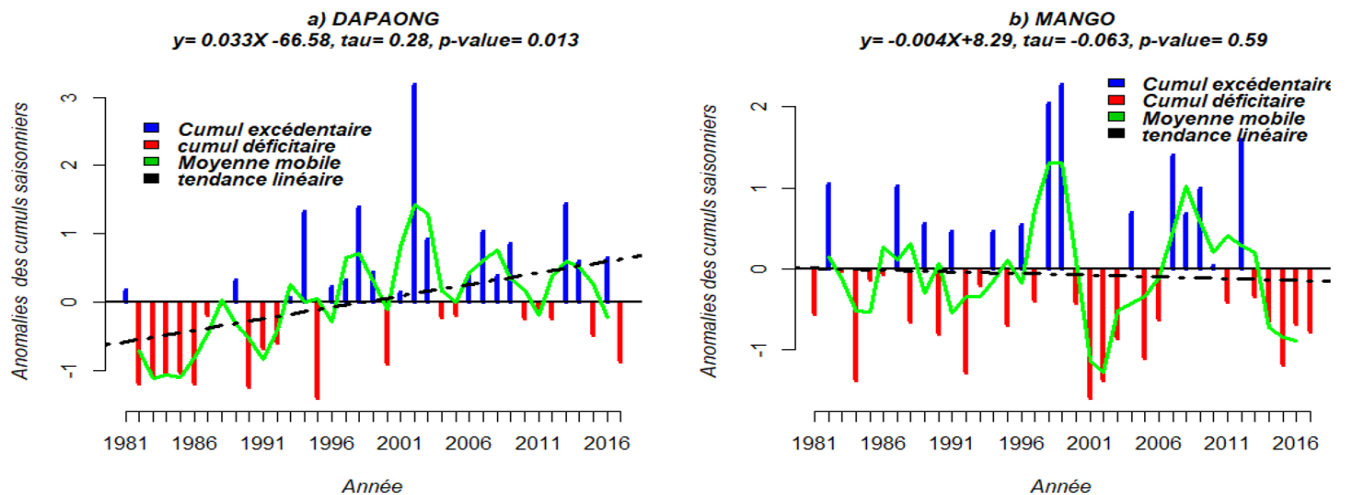 a) DAPAONG
y= 0.033X -66.58, tau= 0.28, p-value= 0.013
Anomalies des cumuls saisonniers
3
2
1
0
-1
Cumul excédentaire
cumul déficitaire
Moyenne mobile
tendance linéaire
1981 1986 1991 1996 2001 2006 2011 2016
Année
b) MANGO
y= -0.004X+8.29, tau= -0.063, p-value= 0.59
Anomalies des cumuls saisonniers
2
1
0
-1
Cumul excédentaire
Cumul déficitaire
Moyenne mobile
tendance linéaire
1981 1986 1991 1996 2001 2006 2011 2016
Année